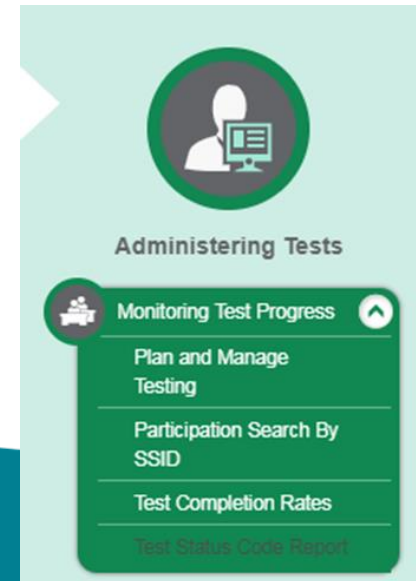 Administering Tests
Monitoring Test Progress
Plan and Manage
Testing
Participation Search By
SSID
Test Completion Rates
Test Status Code Report